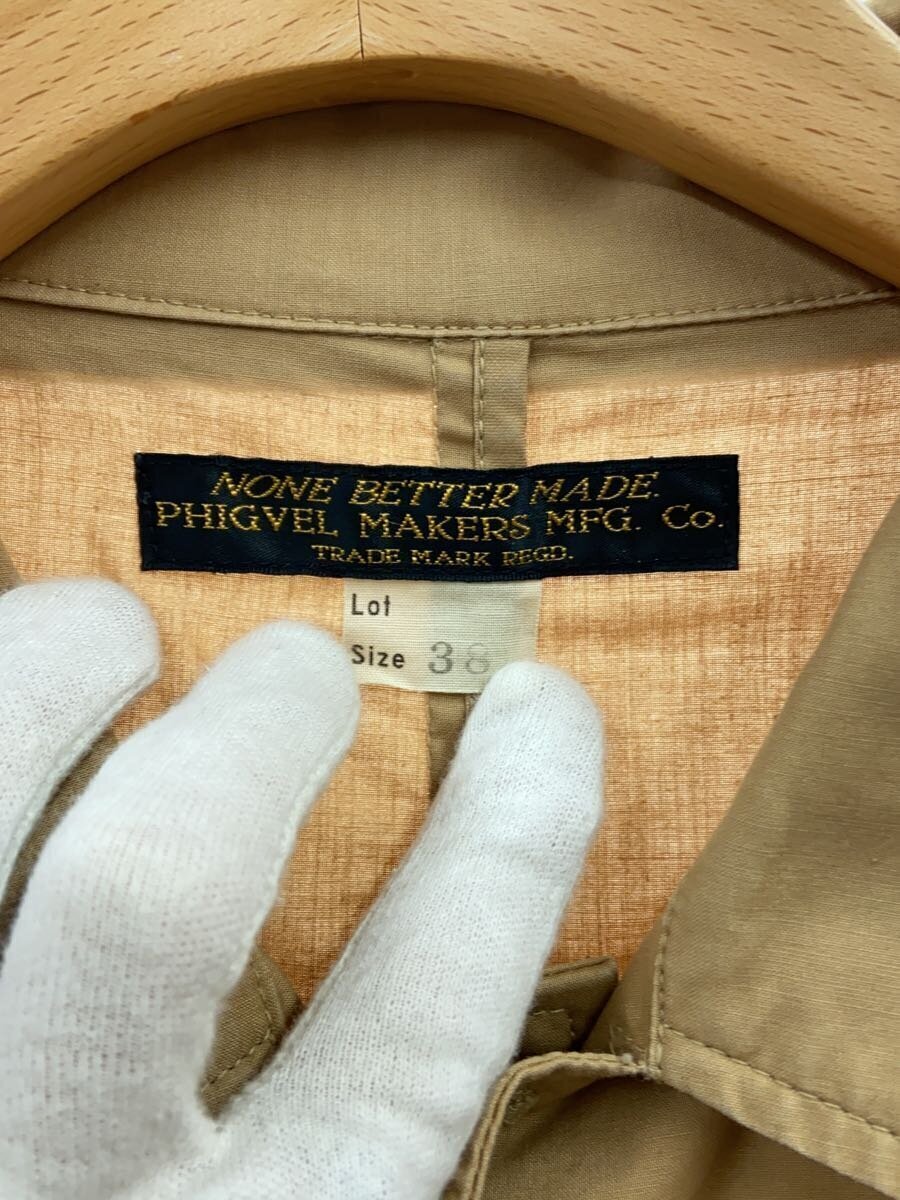 NONE BETTER MADE.
PHIGVEL MAKERS MFG. Co.
TRADE MARK REGD.
Lot
Size 38